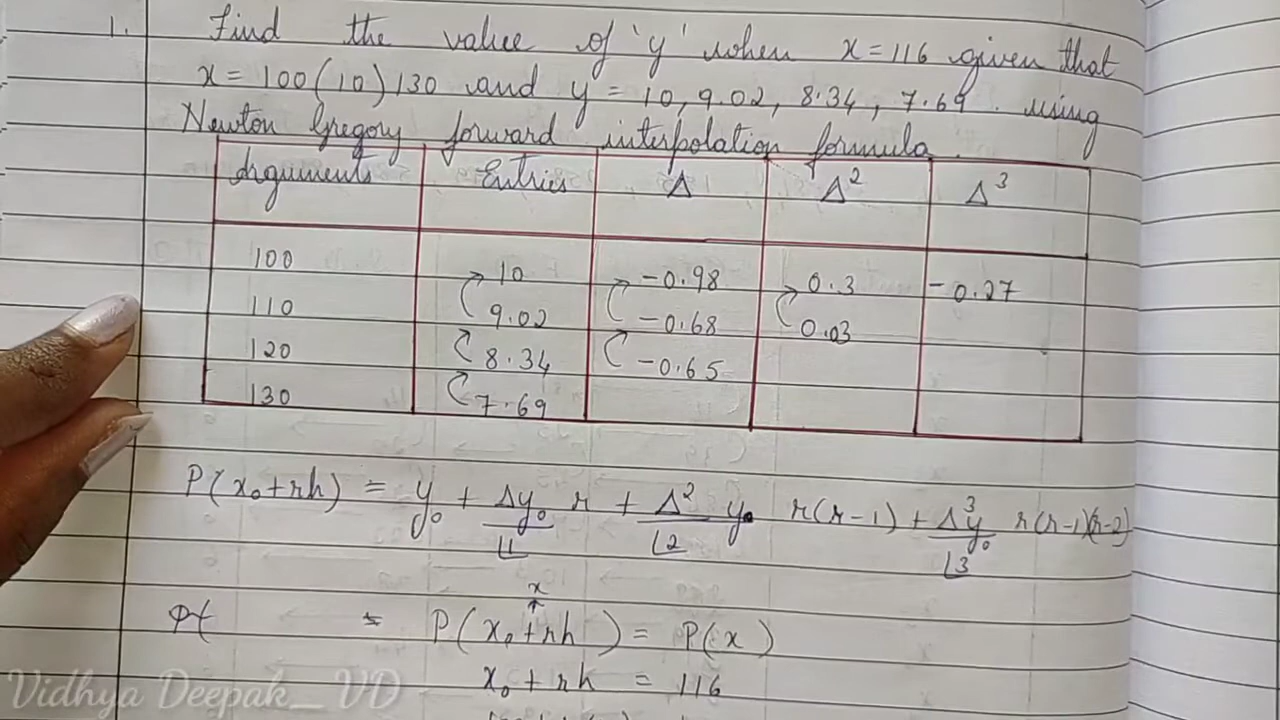 1. Find the value of 'y' when x = 116 given that
x = 100(10)130 and y = 10, 9.02, 8.34, 7.69. using
Newton Gregory forward interpolation formula.
Arguments Entries Δ Δ² Δ³
100 10 -0.98 0.3 -0.27
110 9.02 -0.68 0.03
120 8.34 -0.65
130 7.69
P(x₀+rh) = y₀ + Δy₀/⌊1 r + Δ²y₀/⌊2 r(r-1) + Δ³y₀/⌊3 r(r-1)(r-2)
x
↑
= P(x₀+rh) = P(x)
x₀ + rh = 116
Vidhya Deepak_VD